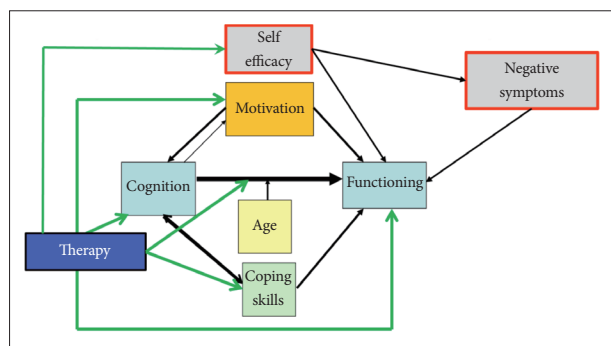 Self
efficacy
Negative
symptoms
Motivation
Cognition
Functioning
Age
Therapy
Coping
skills